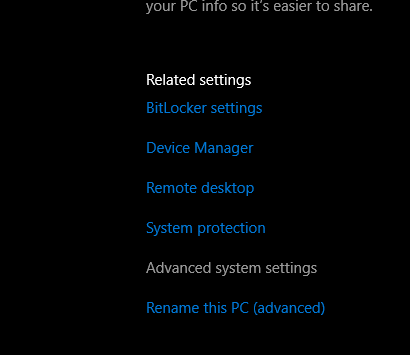 your PC info so it's easier to share.
Related settings
BitLocker settings
Device Manager
Remote desktop
System protection
Advanced system settings
Rename this PC (advanced)